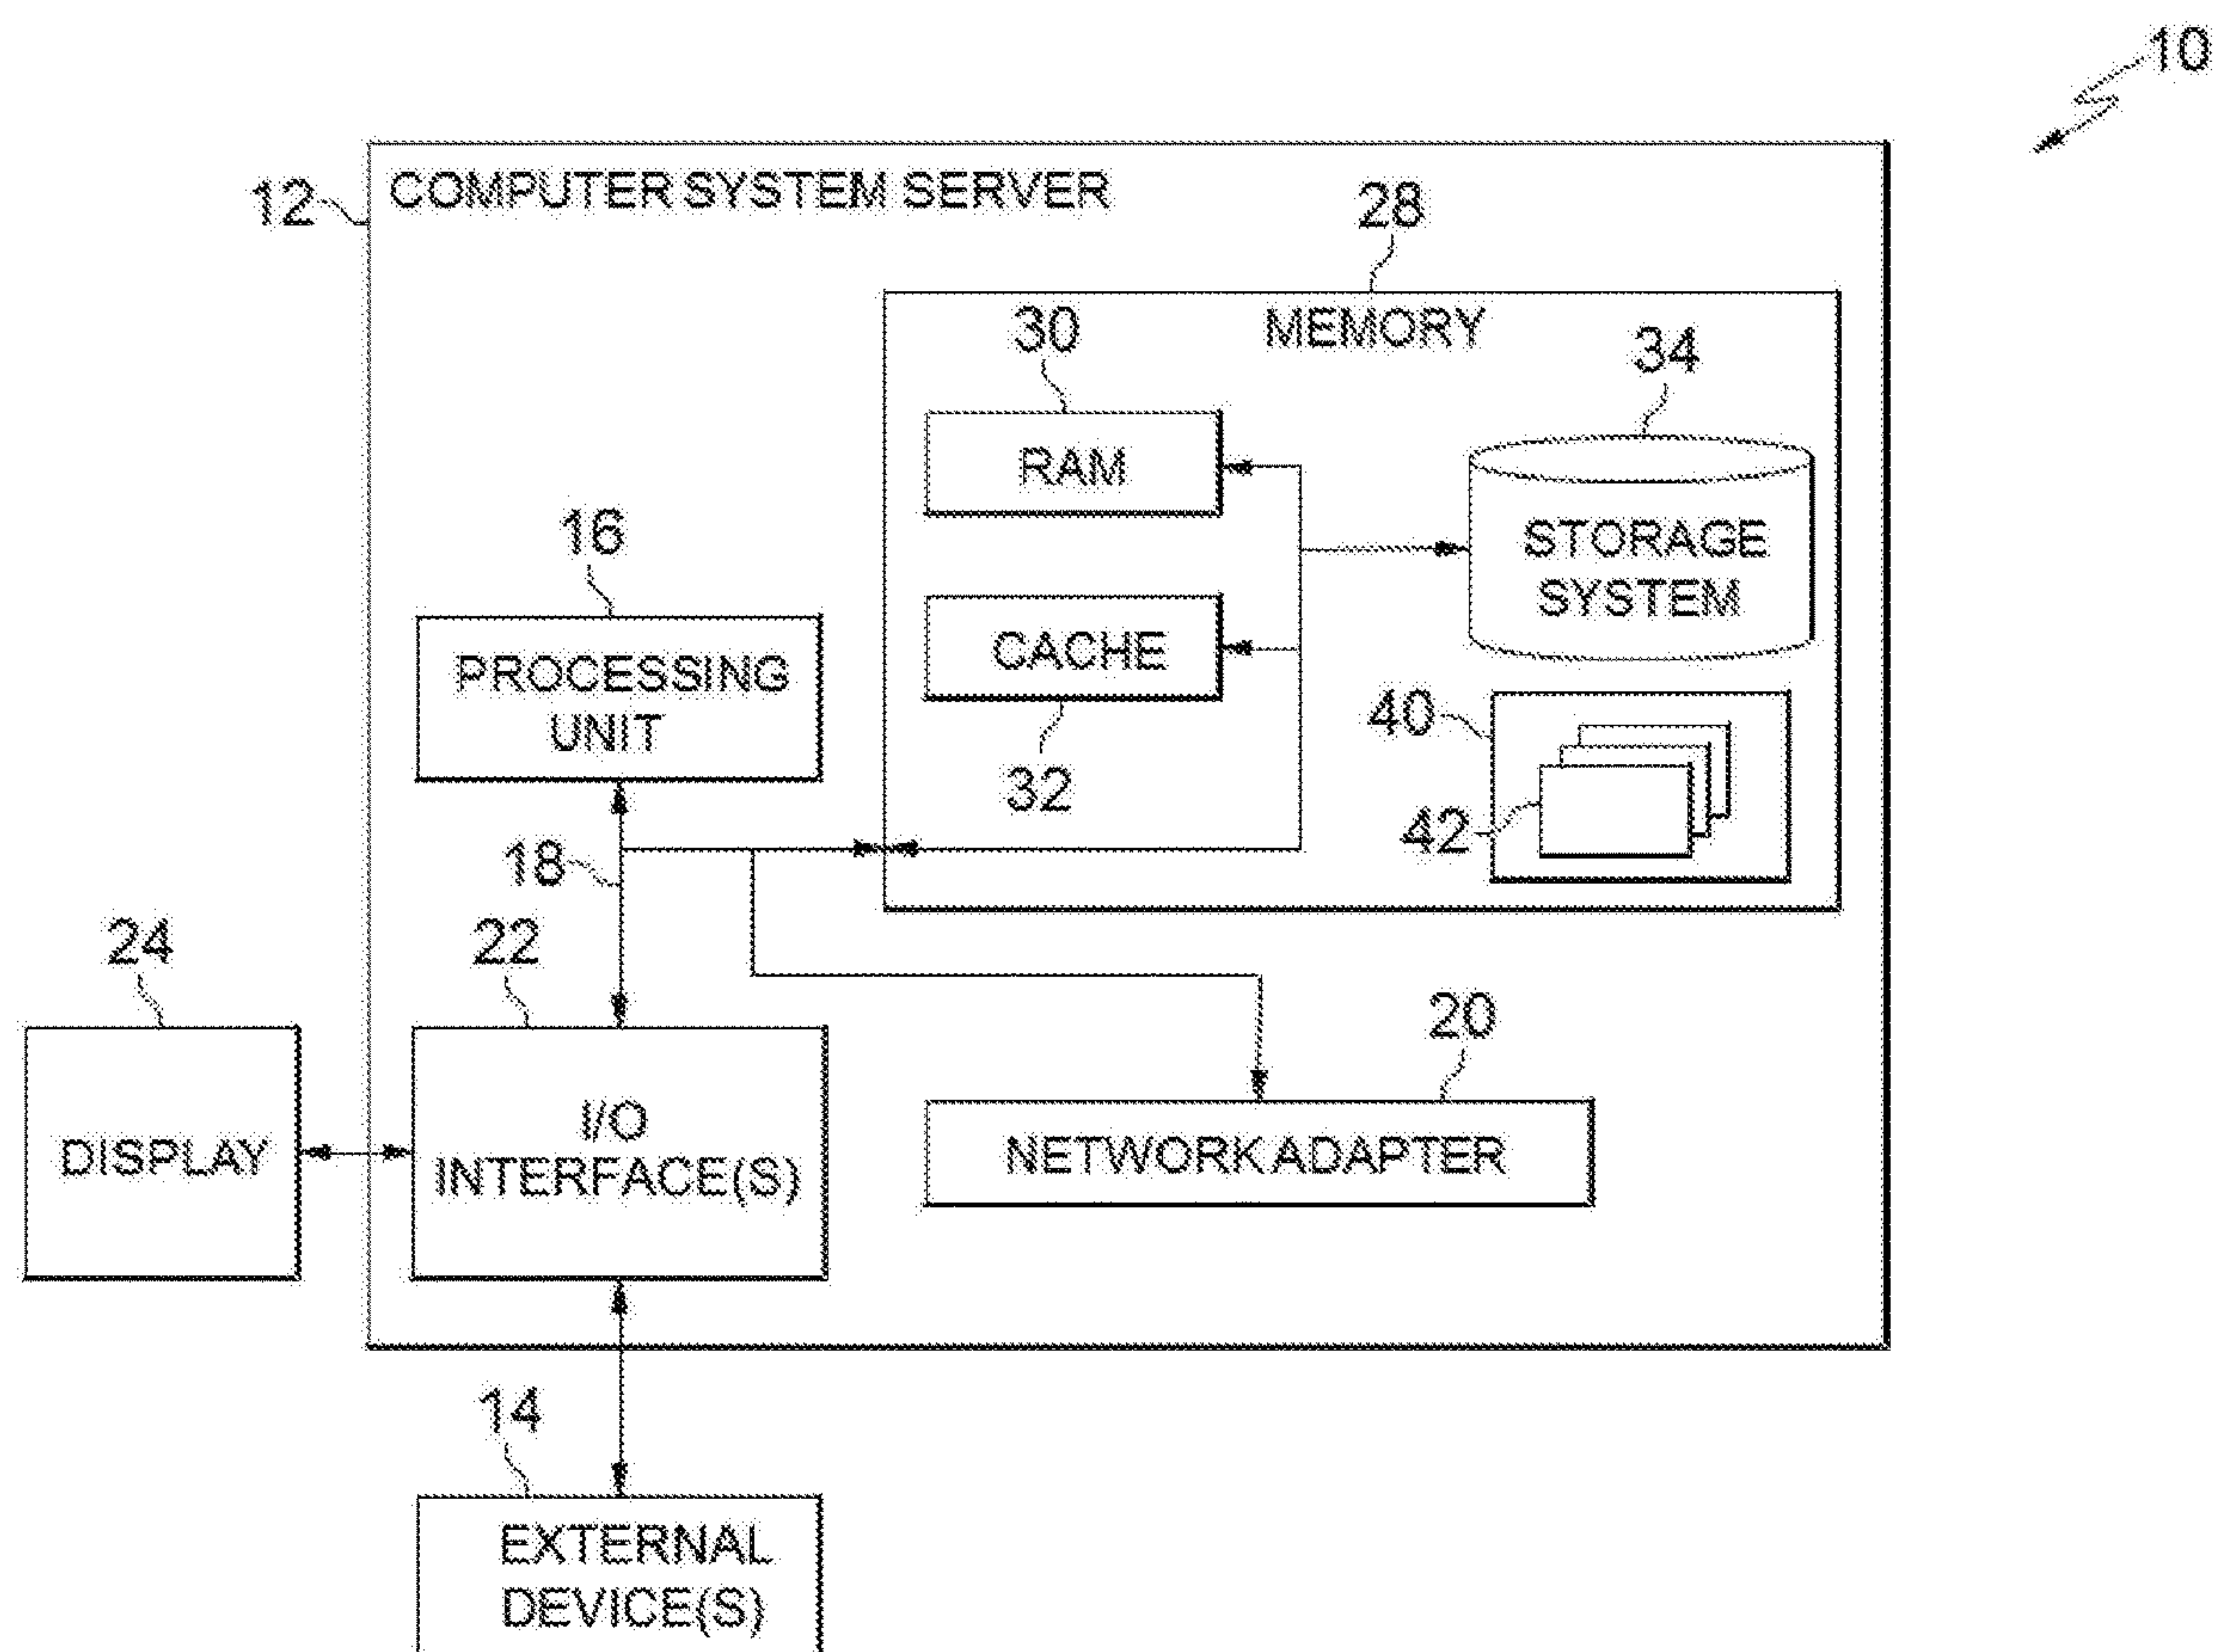 10
12
COMPUTER SYSTEM SERVER
28
MEMORY
30
34
RAM
STORAGE
SYSTEM
16
PROCESSING
UNIT
CACHE
32
40
42
18
24
22
20
DISPLAY
I/O
INTERFACE(S)
NETWORK ADAPTER
14
EXTERNAL
DEVICE(S)